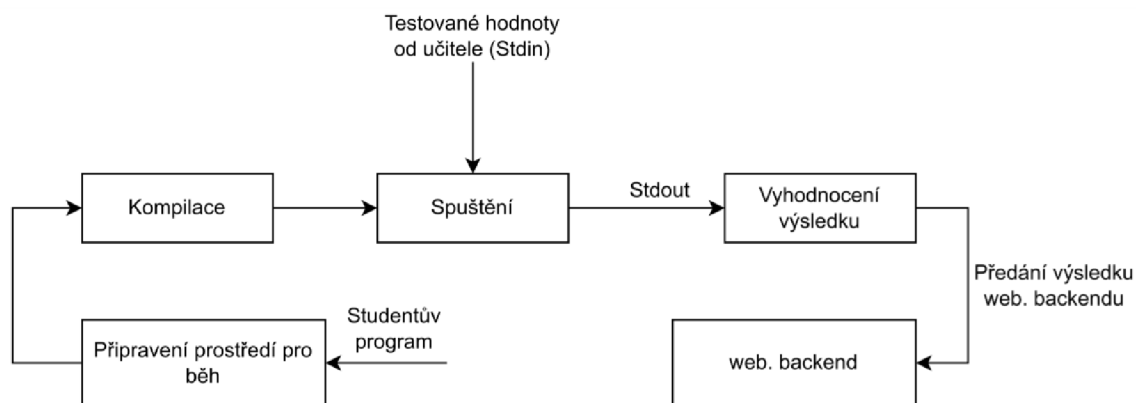 Testované hodnoty
od učitele (Stdin)
Kompilace
Spuštění
Stdout
Vyhodnocení
výsledku
Předání výsledku
web. backendu
Studentův
program
Připravení prostředí pro
běh
web. backend